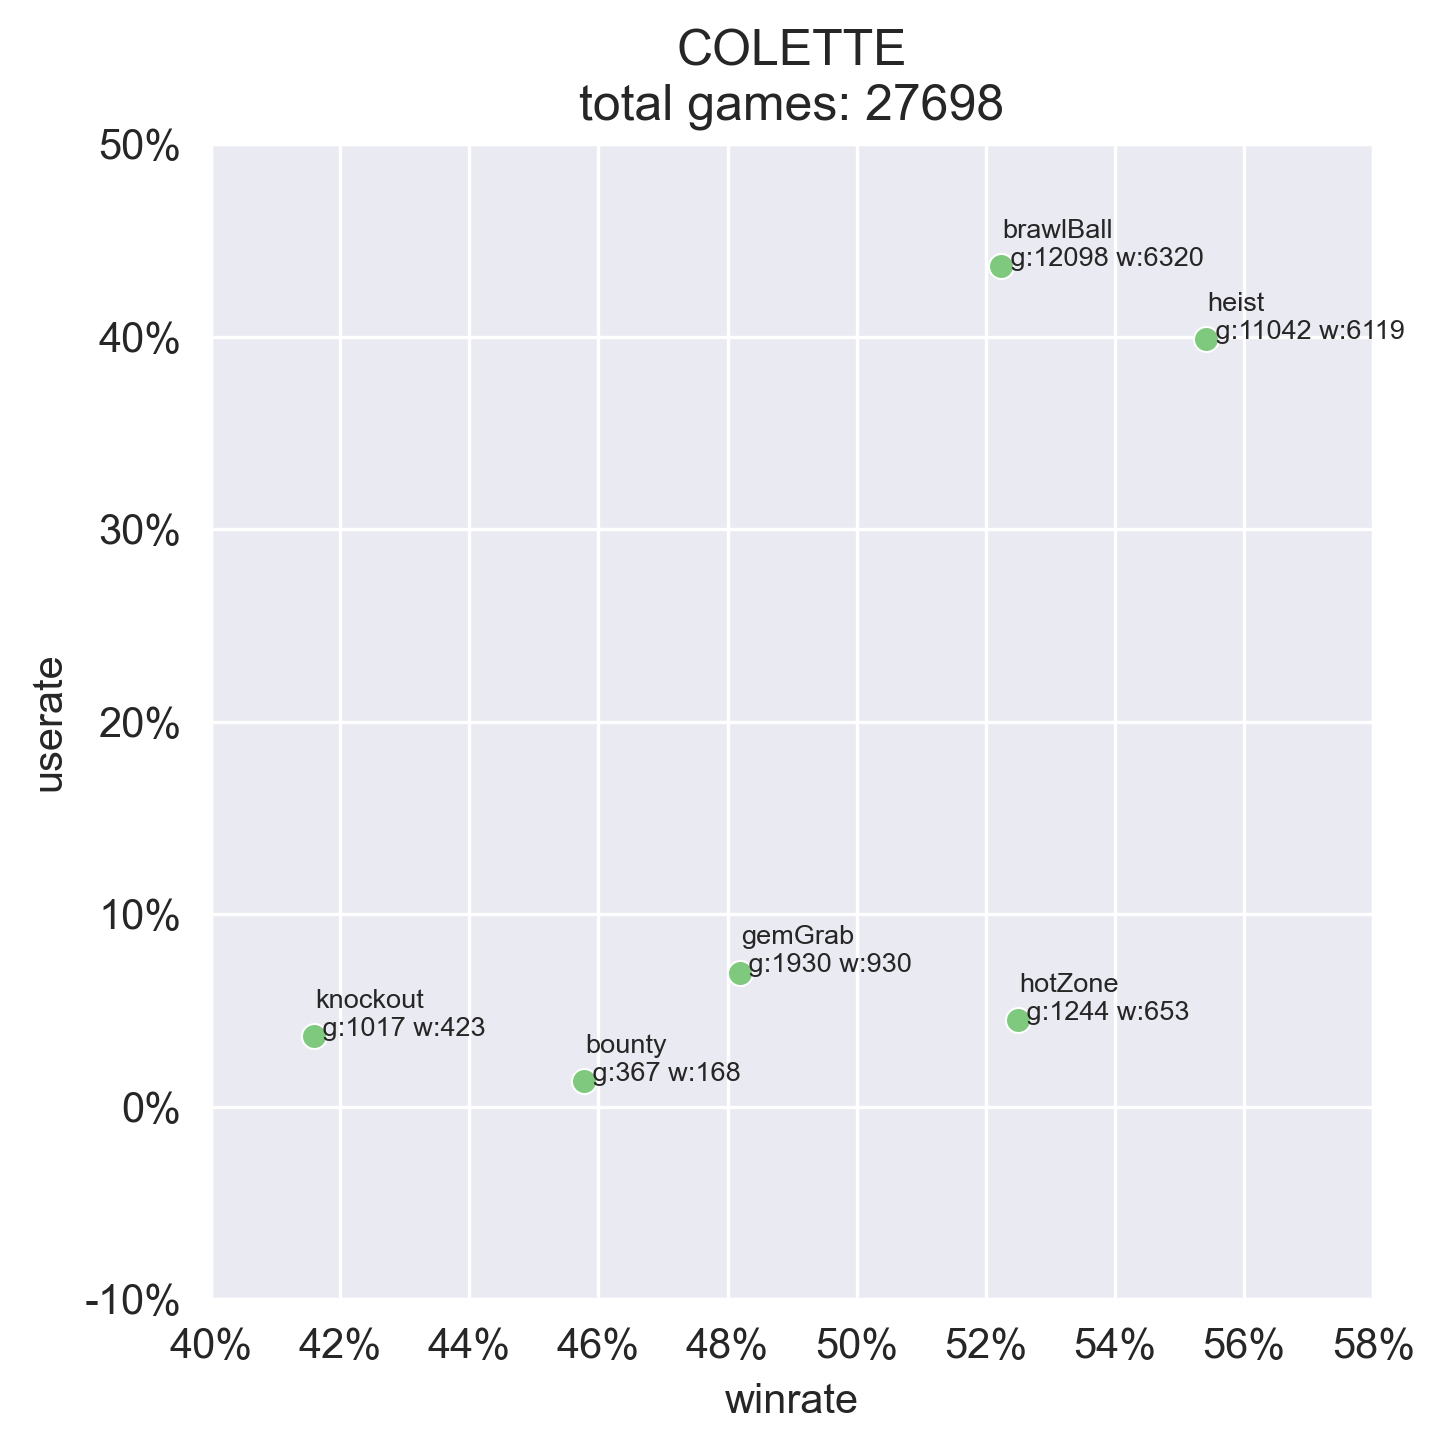 COLETTE
total games: 27698
50%
40%
30%
20%
10%
0%
-10%
userate
brawlBall
g:12098 w:6320
heist
g:11042 w:6119
gemGrab
g:1930 w:930
hotZone
g:1244 w:653
knockout
g:1017 w:423
bounty
g:367 w:168
40% 42% 44% 46% 48% 50% 52% 54% 56% 58%
winrate